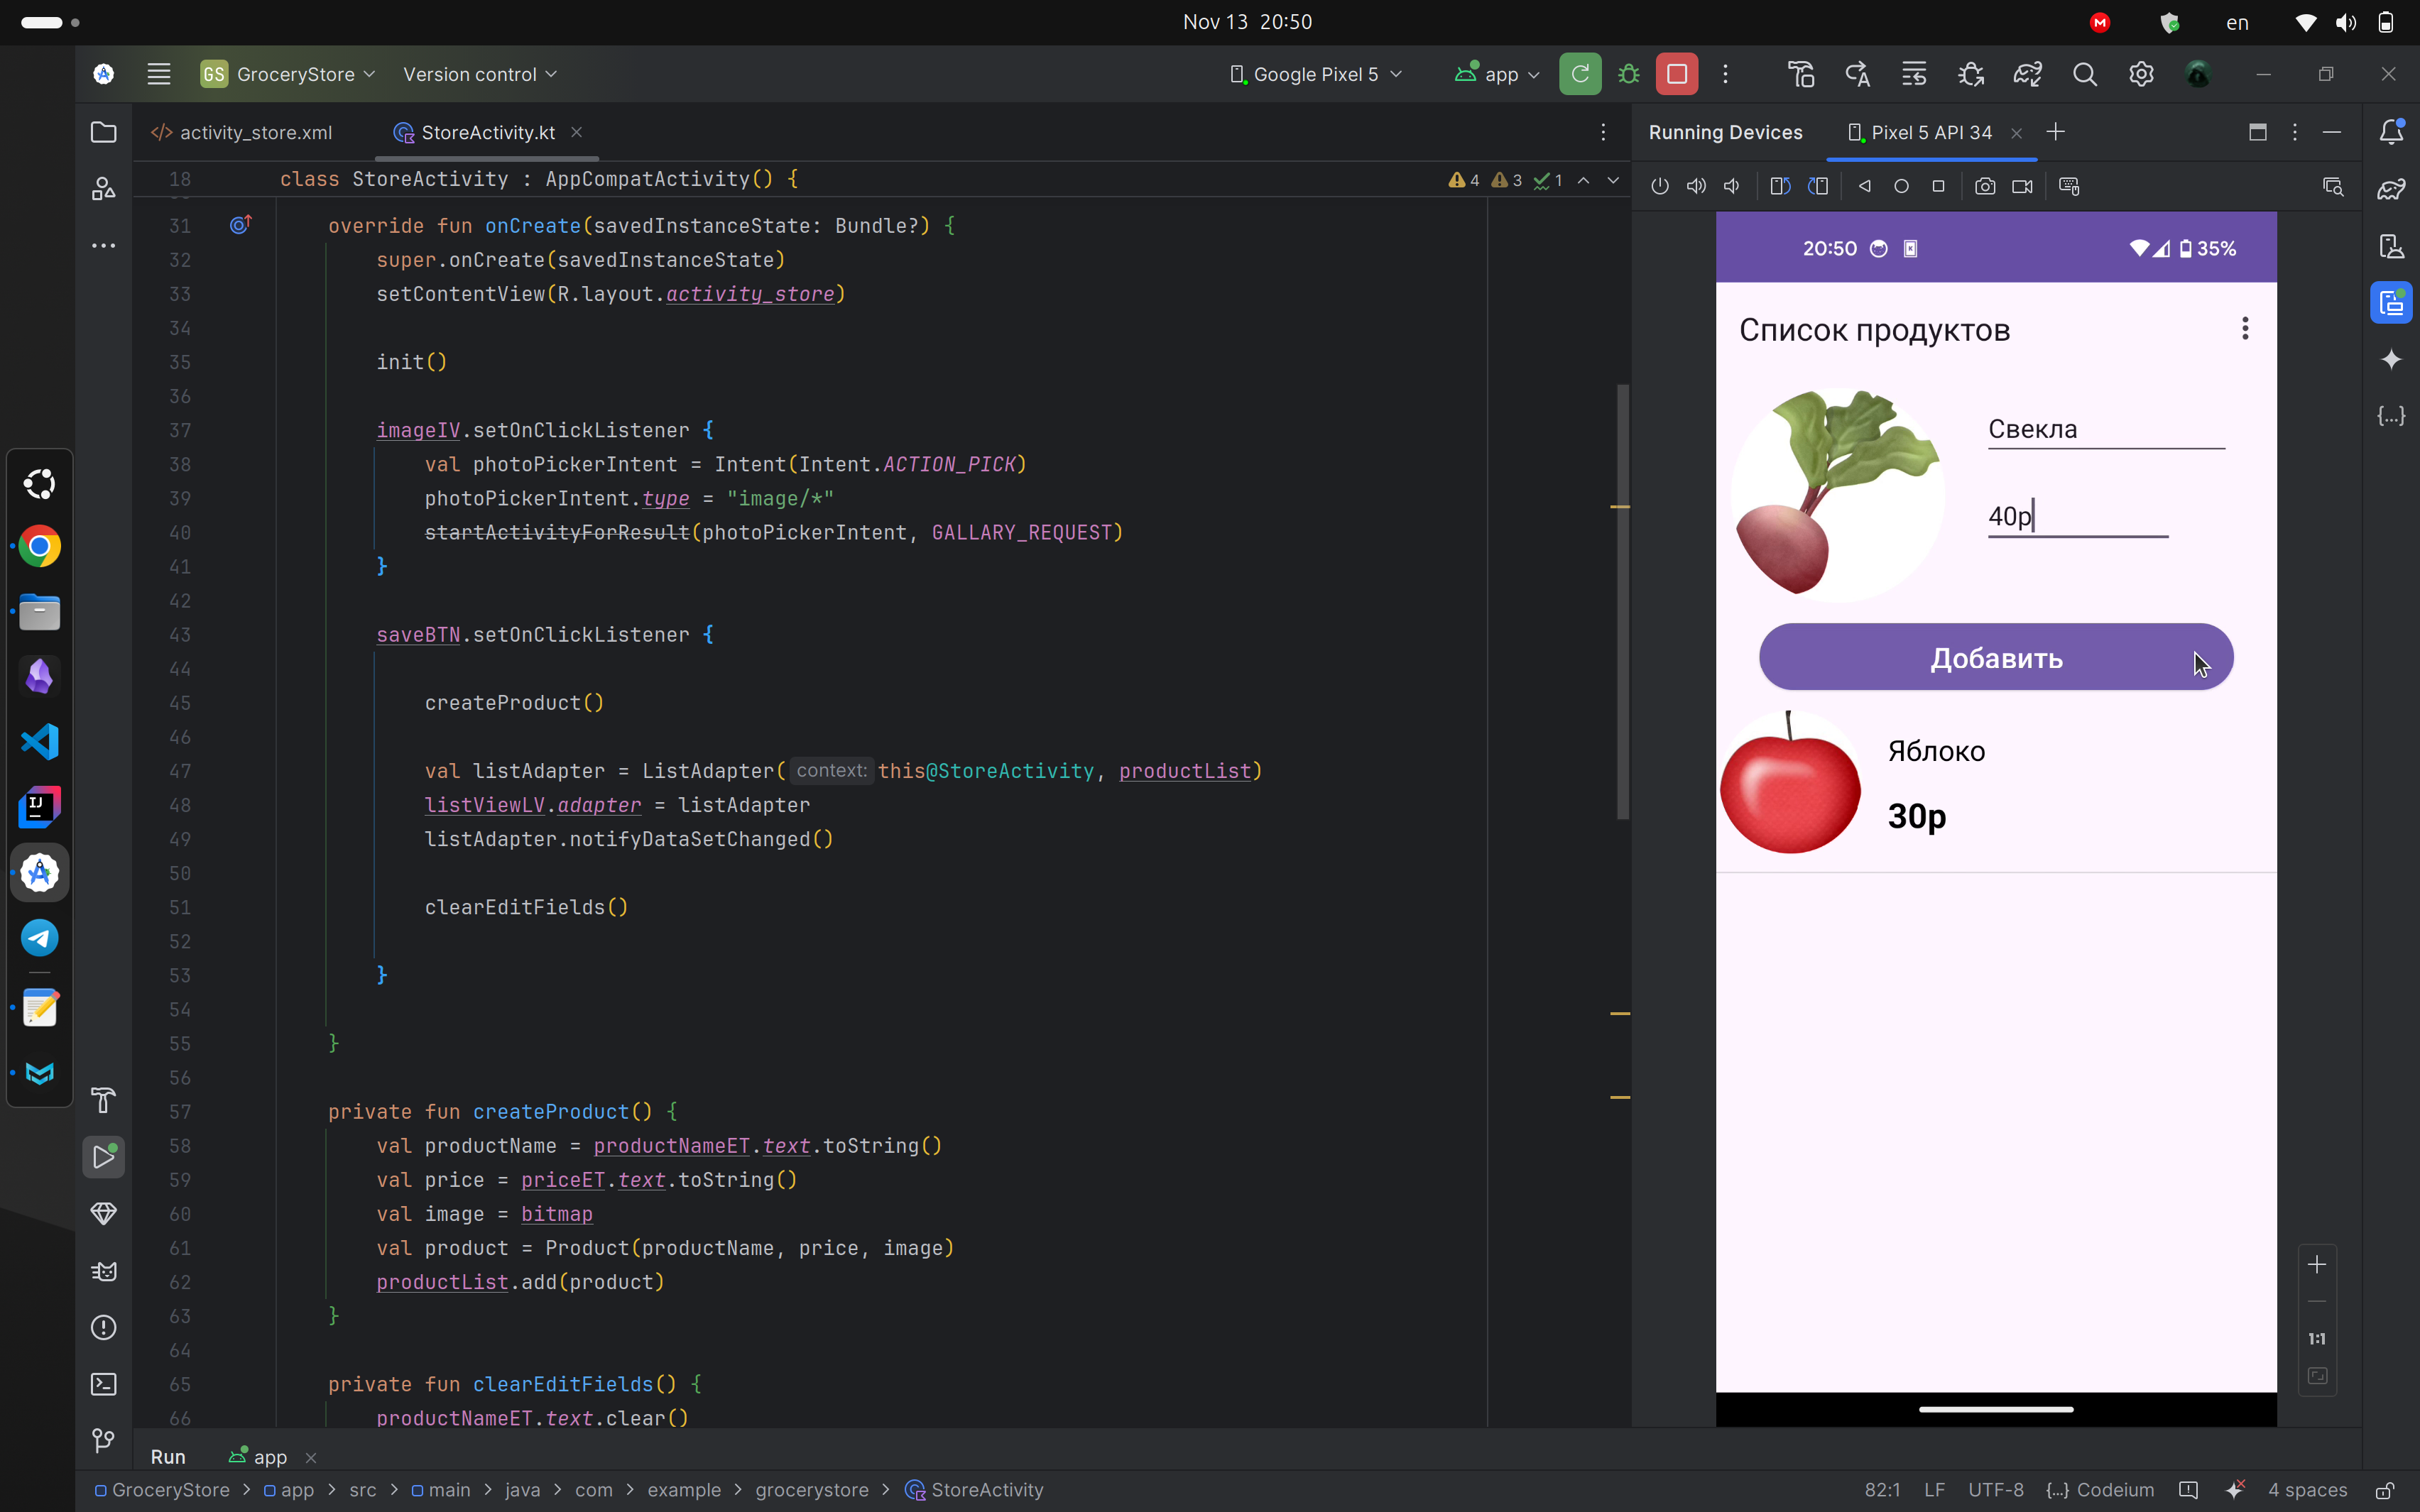 Nov 13 20:50
en
GS GroceryStore Version control Google Pixel 5 app
activity_store.xml StoreActivity.kt Running Devices Pixel 5 API 34
18 class StoreActivity : AppCompatActivity() { 4 3 1
31 override fun onCreate(savedInstanceState: Bundle?) {
32 super.onCreate(savedInstanceState)
33 setContentView(R.layout.activity_store)
34
35 init()
36
37 imageIV.setOnClickListener {
38 val photoPickerIntent = Intent(Intent.ACTION_PICK)
39 photoPickerIntent.type = "image/*"
40 startActivityForResult(photoPickerIntent, GALLARY_REQUEST)
41 }
42
43 saveBTN.setOnClickListener {
44
45 createProduct()
46
47 val listAdapter = ListAdapter( context: this@StoreActivity, productList)
48 listViewLV.adapter = listAdapter
49 listAdapter.notifyDataSetChanged()
50
51 clearEditFields()
52
53 }
54
55 }
56
57 private fun createProduct() {
58 val productName = productNameET.text.toString()
59 val price = priceET.text.toString()
60 val image = bitmap
61 val product = Product(productName, price, image)
62 productList.add(product)
63 }
64
65 private fun clearEditFields() {
66 productNameET.text.clear()
20:50 35%
Список продуктов
Свекла
40р
Добавить
Яблоко
30р
1:1
Run app
GroceryStore > app > src > main > java > com > example > grocerystore > StoreActivity
82:1 LF UTF-8 {...} Codeium 4 spaces